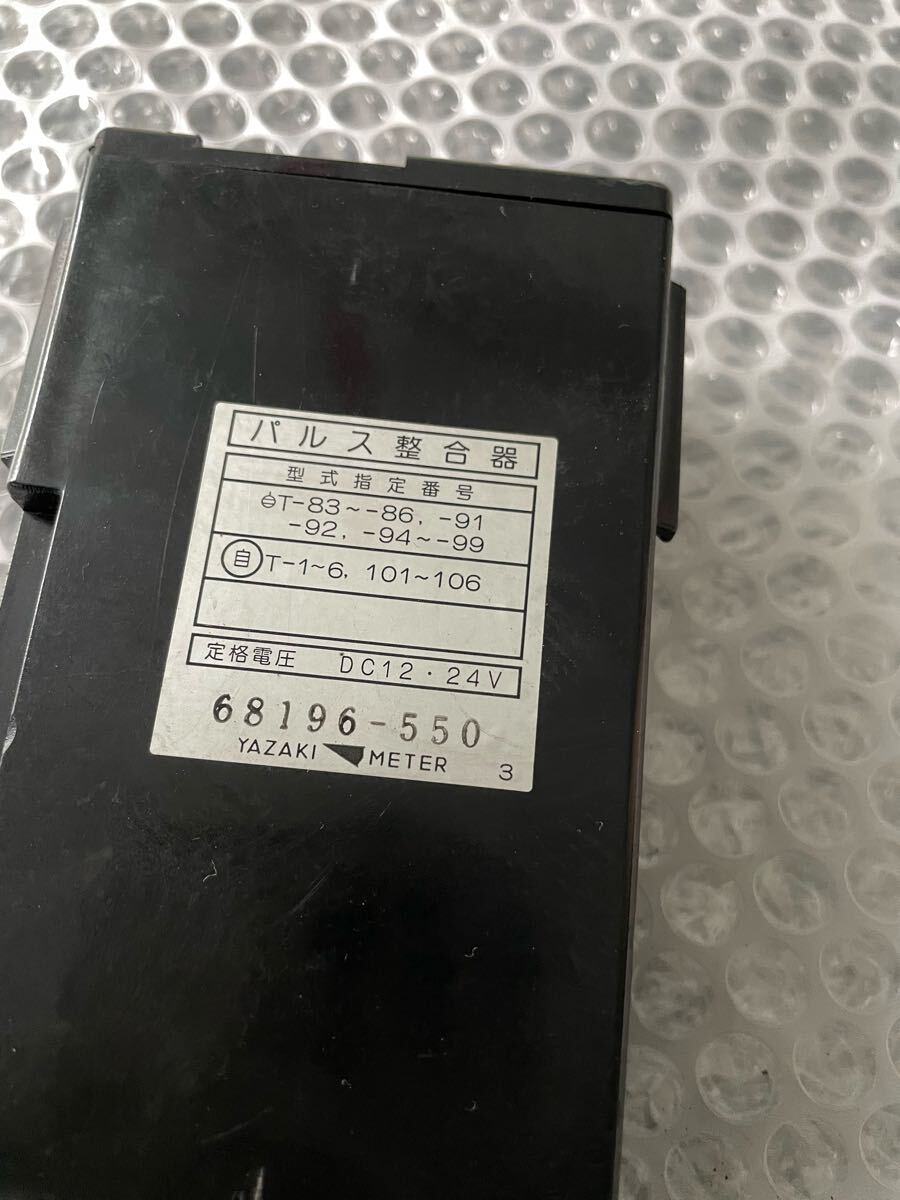 パルス整合器
型式指定番号
T-83~-86, -91
-92, -94~-99
自T-1~6, 101~106
定格電圧 DC12・24V
68196-550
YAZAKI METER 3